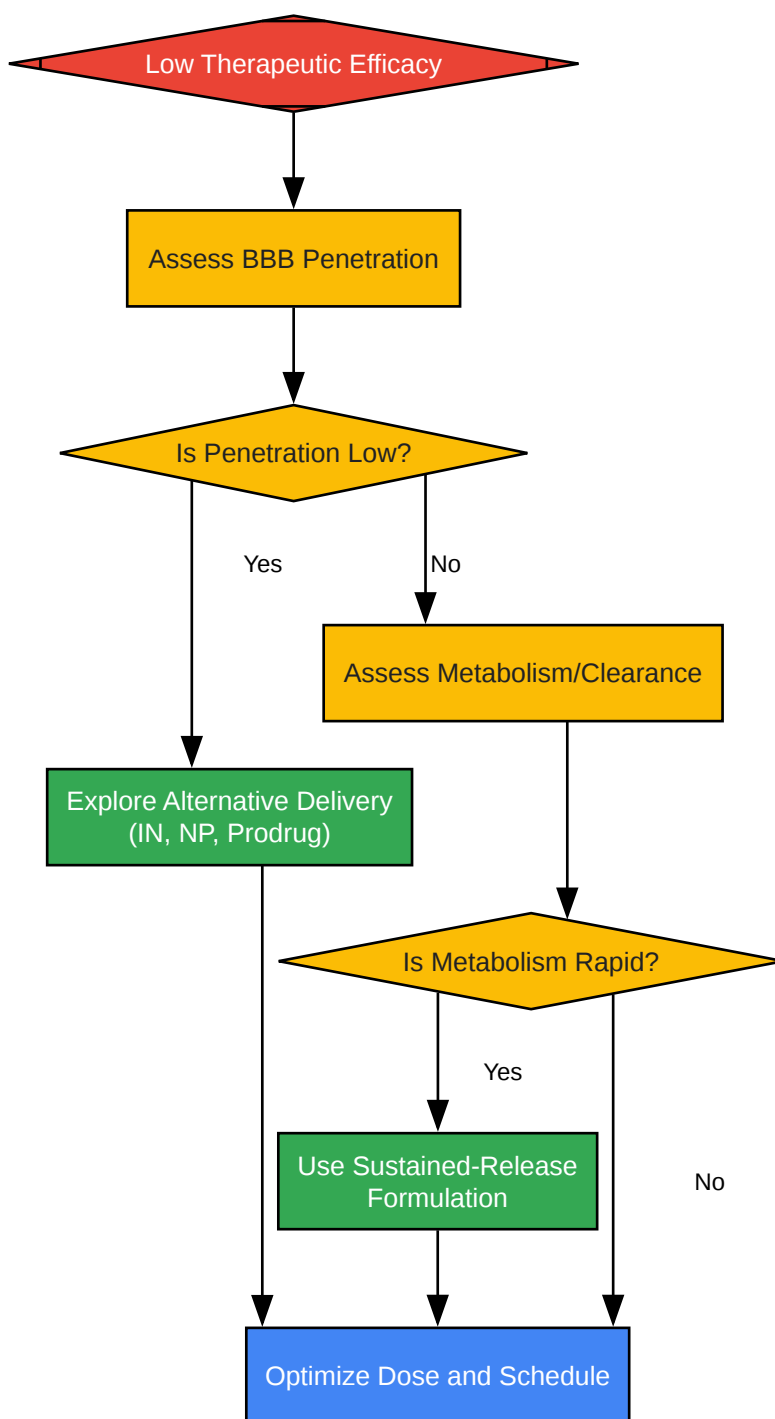 Low Therapeutic Efficacy
Assess BBB Penetration
Is Penetration Low?
Yes
No
Assess Metabolism/Clearance
Explore Alternative Delivery
(IN, NP, Prodrug)
Is Metabolism Rapid?
Yes
Use Sustained-Release
Formulation
No
Optimize Dose and Schedule